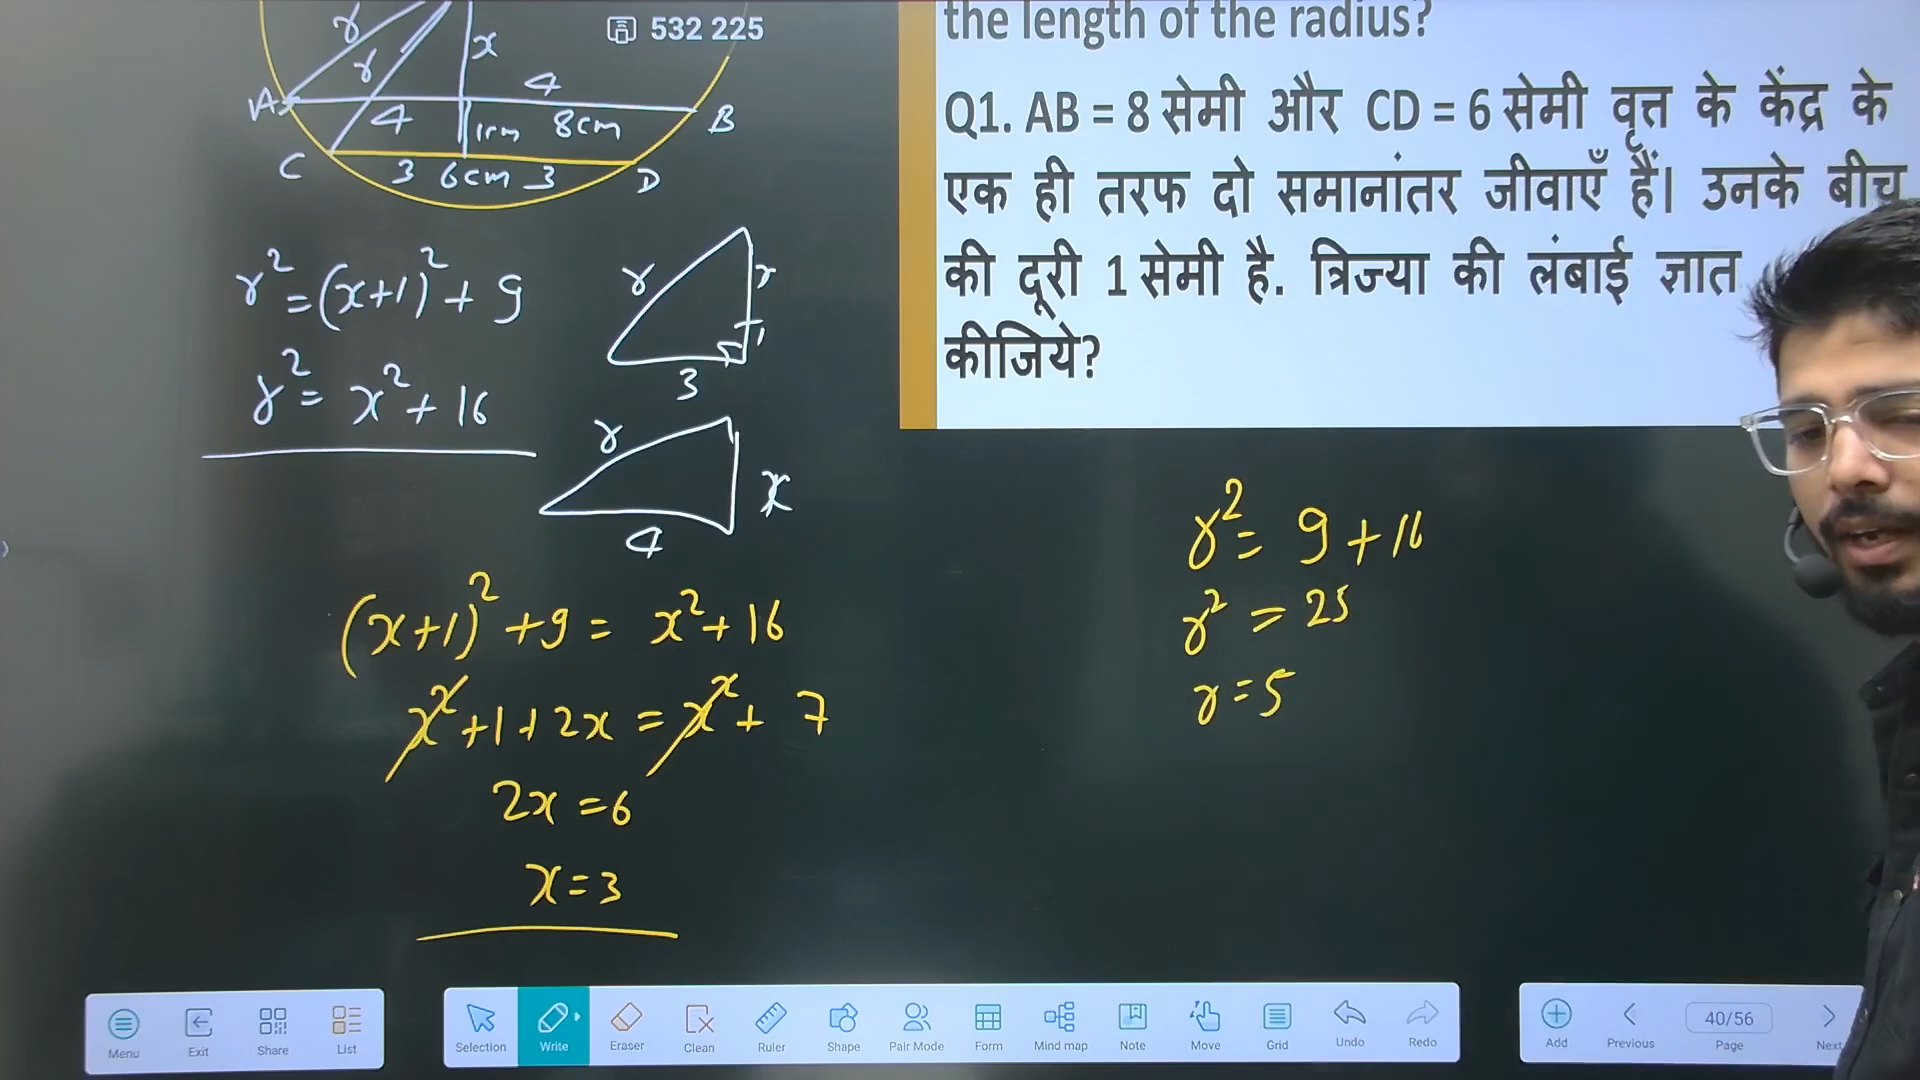 532 225
the length of the radius?
Q1. AB = 8 सेमी और CD = 6 सेमी वृत्त के केंद्र के
एक ही तरफ दो समानांतर जीवाएँ हैं। उनके बीच
की दूरी 1 सेमी है. त्रिज्या की लंबाई ज्ञात
कीजिये?
r
r
x
A
4
4
1cm
8cm
B
C
3 6cm 3
D
r² = (x+1)² + 9
r² = x² + 16
r
x
1
3
r
x
4
(x+1)² + 9 = x² + 16
x² + 1 + 2x = x² + 7
2x = 6
x = 3
r² = 9 + 16
r² = 25
r = 5
Menu
Exit
Share
List
Selection
Write
Eraser
Clean
Ruler
Shape
Pair Mode
Form
Mind map
Note
Move
Grid
Undo
Redo
Add
Previous
40/56
Page
Next